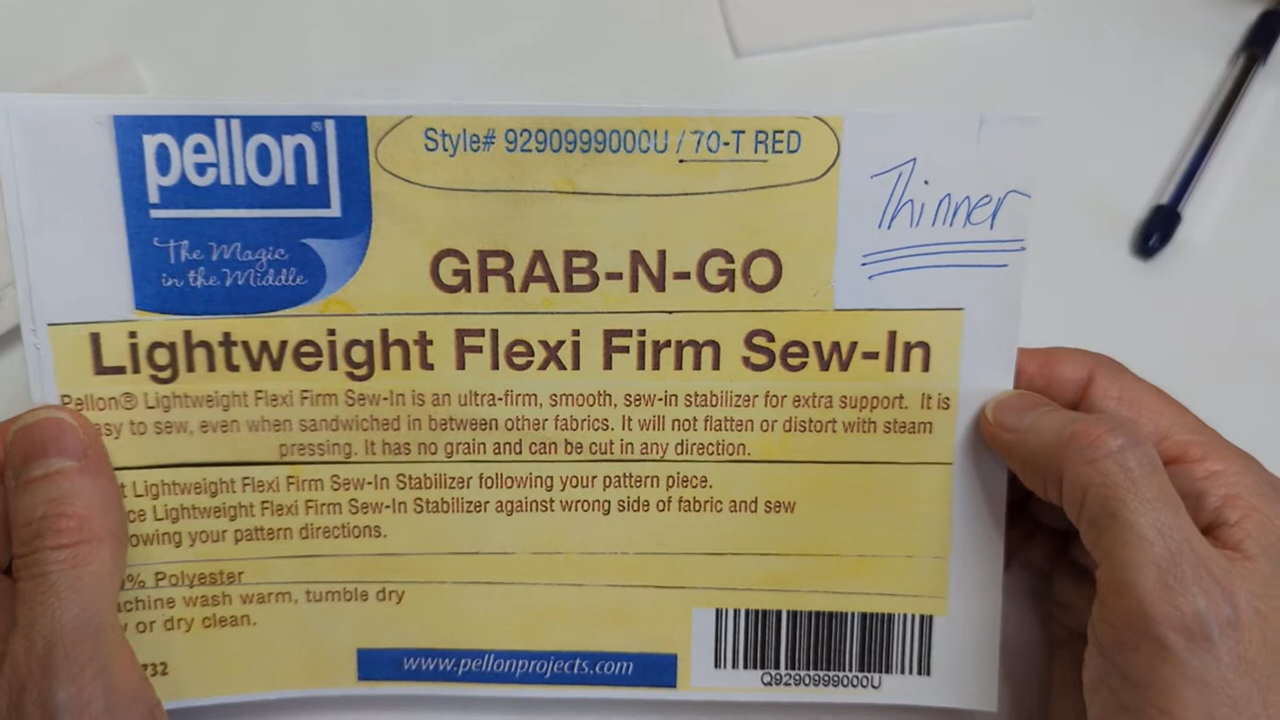 pellon®
The Magic
in the Middle
Style# 9290999000U / 70-T RED
Thinner
GRAB-N-GO
Lightweight Flexi Firm Sew-In
Pellon® Lightweight Flexi Firm Sew-In is an ultra-firm, smooth, sew-in stabilizer for extra support. It is
asy to sew, even when sandwiched in between other fabrics. It will not flatten or distort with steam
pressing. It has no grain and can be cut in any direction.
t Lightweight Flexi Firm Sew-In Stabilizer following your pattern piece.
ce Lightweight Flexi Firm Sew-In Stabilizer against wrong side of fabric and sew
owing your pattern directions.
% Polyester
achine wash warm, tumble dry
or dry clean.
732
www.pellonprojects.com
Q9290999000U